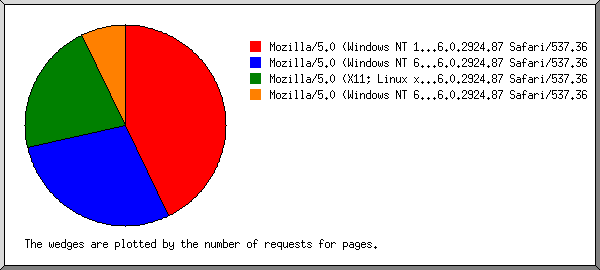 Mozilla/5.0 (Windows NT 1...6.0.2924.87 Safari/537.36
Mozilla/5.0 (Windows NT 6...6.0.2924.87 Safari/537.36
Mozilla/5.0 (X11; Linux x...6.0.2924.87 Safari/537.36
Mozilla/5.0 (Windows NT 6...6.0.2924.87 Safari/537.36
The wedges are plotted by the number of requests for pages.